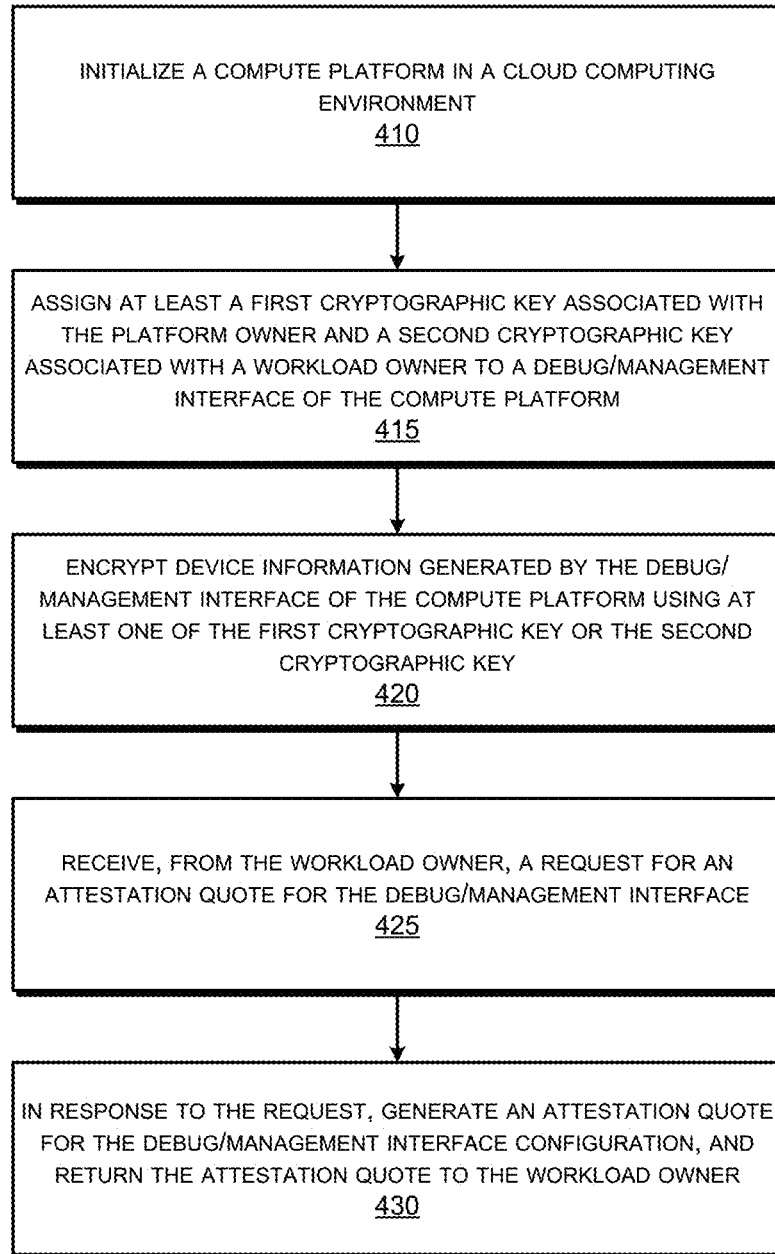 INITIALIZE A COMPUTE PLATFORM IN A CLOUD COMPUTING
ENVIRONMENT
410
ASSIGN AT LEAST A FIRST CRYPTOGRAPHIC KEY ASSOCIATED WITH
THE PLATFORM OWNER AND A SECOND CRYPTOGRAPHIC KEY
ASSOCIATED WITH A WORKLOAD OWNER TO A DEBUG/MANAGEMENT
INTERFACE OF THE COMPUTE PLATFORM
415
ENCRYPT DEVICE INFORMATION GENERATED BY THE DEBUG/
MANAGEMENT INTERFACE OF THE COMPUTE PLATFORM USING AT
LEAST ONE OF THE FIRST CRYPTOGRAPHIC KEY OR THE SECOND
CRYPTOGRAPHIC KEY
420
RECEIVE, FROM THE WORKLOAD OWNER, A REQUEST FOR AN
ATTESTATION QUOTE FOR THE DEBUG/MANAGEMENT INTERFACE
425
IN RESPONSE TO THE REQUEST, GENERATE AN ATTESTATION QUOTE
FOR THE DEBUG/MANAGEMENT INTERFACE CONFIGURATION, AND
RETURN THE ATTESTATION QUOTE TO THE WORKLOAD OWNER
430